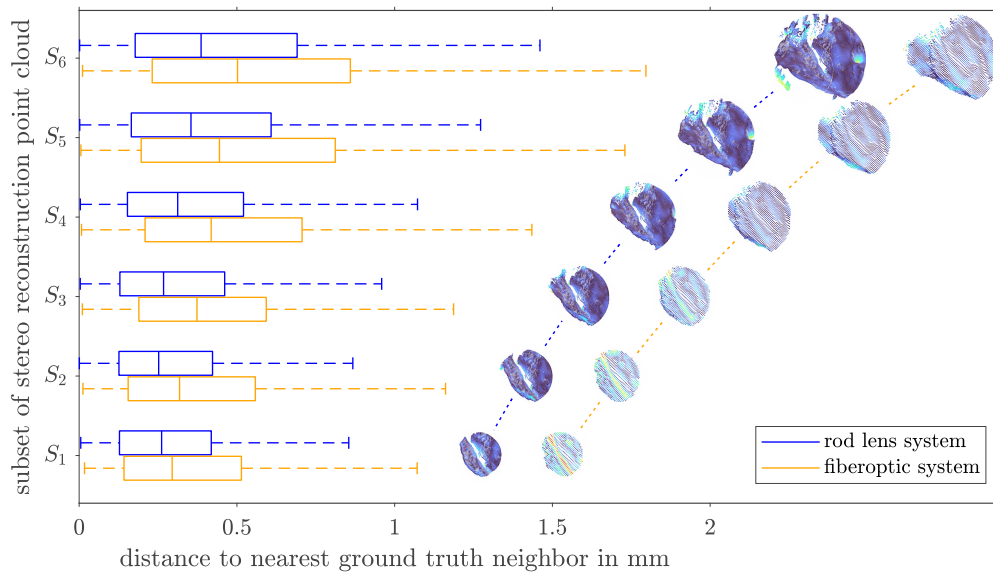 subset of stereo reconstruction point cloud
S6
S5
S4
S3
S2
S1
rod lens system
fiberoptic system
0 0.5 1 1.5 2
distance to nearest ground truth neighbor in mm